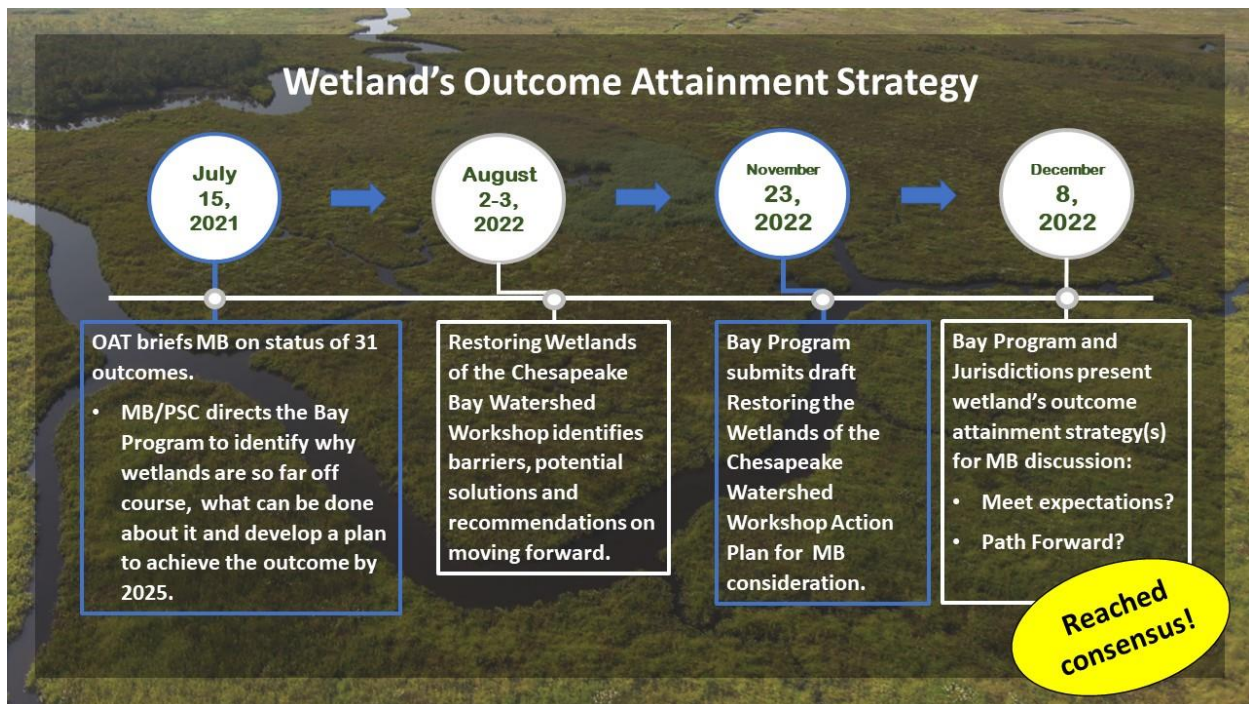 Wetland's Outcome Attainment Strategy
July
15,
2021
August
2-3,
2022
November
23,
2022
December
8,
2022
OAT briefs MB on status of 31
outcomes.
• MB/PSC directs the Bay
Program to identify why
wetlands are so far off
course, what can be done
about it and develop a plan
to achieve the outcome by
2025.
Restoring Wetlands
of the Chesapeake
Bay Watershed
Workshop identifies
barriers, potential
solutions and
recommendations on
moving forward.
Bay Program
submits draft
Restoring the
Wetlands of the
Chesapeake
Watershed
Workshop Action
Plan for MB
consideration.
Bay Program and
Jurisdictions present
wetland's outcome
attainment strategy(s)
for MB discussion:
• Meet expectations?
• Path Forward?
Reached
consensus!